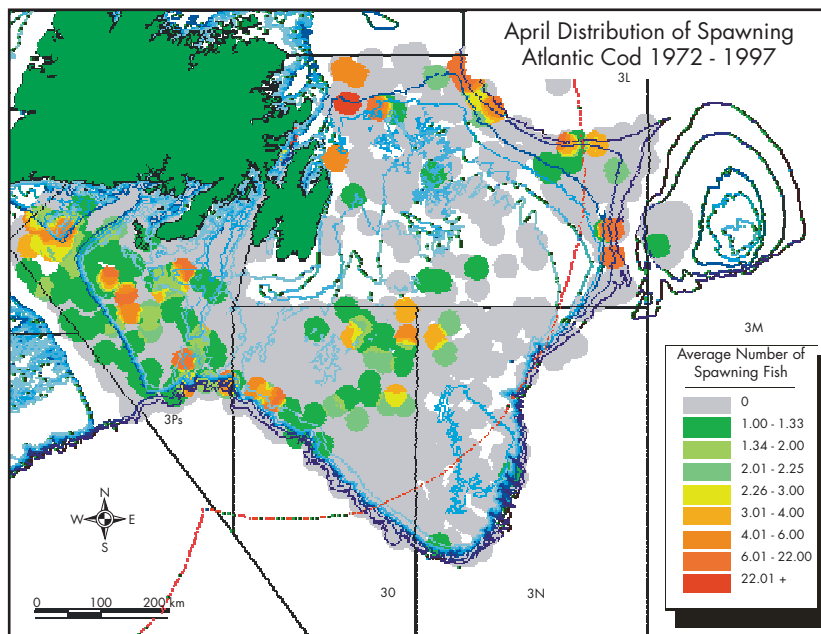 April Distribution of Spawning
Atlantic Cod 1972 - 1997
3L
3M
Average Number of
Spawning Fish
0
1.00 - 1.33
1.34 - 2.00
2.01 - 2.25
2.26 - 3.00
3.01 - 4.00
4.01 - 6.00
6.01 - 22.00
22.01 +
3Ps
N
W E
S
0 100 200 km
30
3N